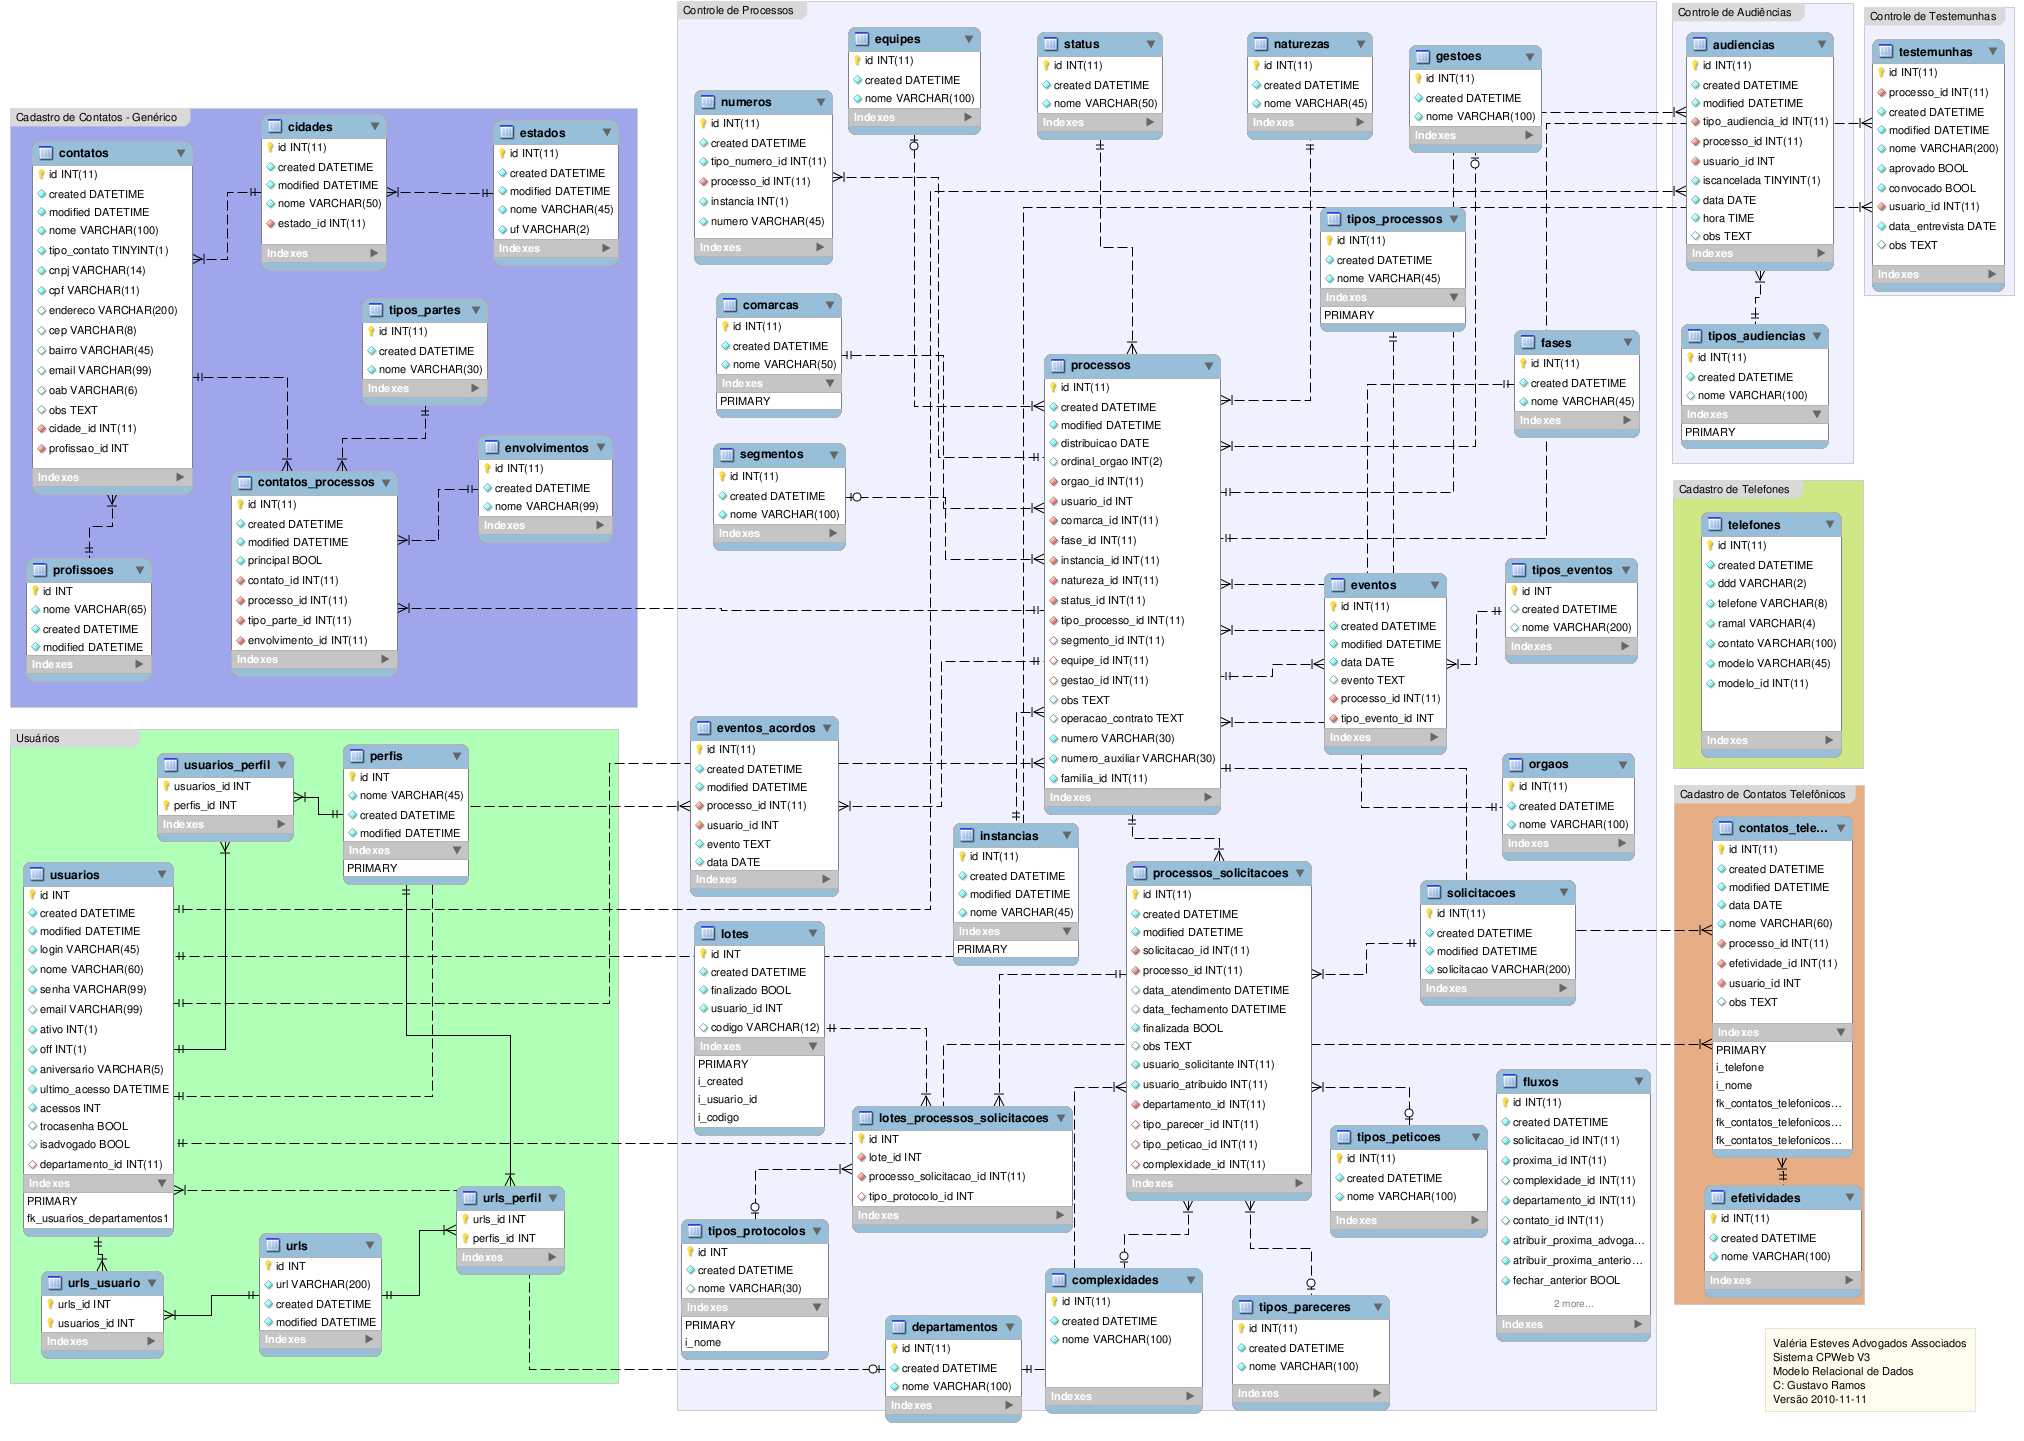 Cadastro de Contatos - Genérico
contatos
id INT(11)
created DATETIME
modified DATETIME
nome VARCHAR(100)
tipo_contato TINYINT(1)
cnpj VARCHAR(14)
cpf VARCHAR(11)
endereco VARCHAR(200)
cep VARCHAR(8)
bairro VARCHAR(45)
email VARCHAR(99)
oab VARCHAR(6)
obs TEXT
cidade_id INT(11)
profissao_id INT
Indexes
cidades
id INT(11)
created DATETIME
modified DATETIME
nome VARCHAR(50)
estado_id INT(11)
Indexes
estados
id INT(11)
created DATETIME
modified DATETIME
nome VARCHAR(45)
uf VARCHAR(2)
Indexes
tipos_partes
id INT(11)
created DATETIME
nome VARCHAR(30)
Indexes
envolvimentos
id INT(11)
created DATETIME
nome VARCHAR(99)
Indexes
contatos_processos
id INT(11)
created DATETIME
modified DATETIME
principal BOOL
contato_id INT(11)
processo_id INT(11)
tipo_parte_id INT(11)
envolvimento_id INT(11)
Indexes
profissoes
id INT
nome VARCHAR(65)
created DATETIME
modified DATETIME
Indexes
Usuários
usuarios_perfil
usuarios_id INT
perfis_id INT
Indexes
perfis
id INT
nome VARCHAR(45)
created DATETIME
modified DATETIME
Indexes
PRIMARY
usuarios
id INT
created DATETIME
modified DATETIME
login VARCHAR(45)
nome VARCHAR(60)
senha VARCHAR(99)
email VARCHAR(99)
ativo INT(1)
off INT(1)
aniversario VARCHAR(5)
ultimo_acesso DATETIME
acessos INT
trocasenha BOOL
isadvogado BOOL
departamento_id INT(11)
Indexes
PRIMARY
fk_usuarios_departamentos1
urls_usuario
urls_id INT
usuarios_id INT
Indexes
urls
id INT
url VARCHAR(200)
created DATETIME
modified DATETIME
Indexes
urls_perfil
urls_id INT
perfis_id INT
Indexes
Controle de Processos
numeros
id INT(11)
created DATETIME
tipo_numero_id INT(11)
processo_id INT(11)
instancia INT(1)
numero VARCHAR(45)
Indexes
equipes
id INT(11)
created DATETIME
nome VARCHAR(100)
Indexes
status
id INT(11)
created DATETIME
nome VARCHAR(50)
Indexes
naturezas
id INT(11)
created DATETIME
nome VARCHAR(45)
Indexes
gestoes
id INT(11)
created DATETIME
nome VARCHAR(100)
Indexes
tipos_processos
id INT(11)
created DATETIME
nome VARCHAR(45)
Indexes
PRIMARY
comarcas
id INT(11)
created DATETIME
nome VARCHAR(50)
Indexes
PRIMARY
segmentos
id INT(11)
created DATETIME
nome VARCHAR(100)
Indexes
processos
id INT(11)
created DATETIME
modified DATETIME
distribuicao DATE
ordinal_orgao INT(2)
orgao_id INT(11)
usuario_id INT
comarca_id INT(11)
fase_id INT(11)
instancia_id INT(11)
natureza_id INT(11)
status_id INT(11)
tipo_processo_id INT(11)
segmento_id INT(11)
equipe_id INT(11)
gestao_id INT(11)
obs TEXT
operacao_contrato TEXT
numero VARCHAR(30)
numero_auxiliar VARCHAR(30)
familia_id INT(11)
Indexes
fases
id INT(11)
created DATETIME
nome VARCHAR(45)
Indexes
eventos
id INT(11)
created DATETIME
modified DATETIME
data DATE
evento TEXT
processo_id INT(11)
tipo_evento_id INT
Indexes
tipos_eventos
id INT
created DATETIME
nome VARCHAR(200)
Indexes
orgaos
id INT(11)
created DATETIME
nome VARCHAR(100)
Indexes
eventos_acordos
id INT(11)
created DATETIME
modified DATETIME
processo_id INT(11)
usuario_id INT
evento TEXT
data DATE
Indexes
instancias
id INT(11)
created DATETIME
modified DATETIME
nome VARCHAR(45)
Indexes
PRIMARY
lotes
id INT
created DATETIME
finalizado BOOL
usuario_id INT
codigo VARCHAR(12)
Indexes
PRIMARY
i_created
i_usuario_id
i_codigo
processos_solicitacoes
id INT(11)
created DATETIME
modified DATETIME
solicitacao_id INT(11)
processo_id INT(11)
data_atendimento DATETIME
data_fechamento DATETIME
finalizada BOOL
obs TEXT
usuario_solicitante INT(11)
usuario_atribuido INT(11)
departamento_id INT(11)
tipo_parecer_id INT(11)
tipo_peticao_id INT(11)
complexidade_id INT(11)
Indexes
solicitacoes
id INT(11)
created DATETIME
modified DATETIME
solicitacao VARCHAR(200)
Indexes
lotes_processos_solicitacoes
id INT
lote_id INT
processo_solicitacao_id INT(11)
tipo_protocolo_id INT
Indexes
tipos_protocolos
id INT
created DATETIME
nome VARCHAR(30)
Indexes
PRIMARY
i_nome
departamentos
id INT(11)
created DATETIME
nome VARCHAR(100)
Indexes
complexidades
id INT(11)
created DATETIME
nome VARCHAR(100)
Indexes
tipos_pareceres
id INT(11)
created DATETIME
nome VARCHAR(100)
Indexes
tipos_peticoes
id INT(11)
created DATETIME
nome VARCHAR(100)
Indexes
fluxos
id INT(11)
created DATETIME
solicitacao_id INT(11)
proxima_id INT(11)
complexidade_id INT(11)
departamento_id INT(11)
contato_id INT(11)
atribuir_proxima_advoga...
atribuir_proxima_anterio...
fechar_anterior BOOL
2 more...
Indexes
Controle de Audiências
audiencias
id INT(11)
created DATETIME
modified DATETIME
tipo_audiencia_id INT(11)
processo_id INT(11)
usuario_id INT
iscancelada TINYINT(1)
data DATE
hora TIME
obs TEXT
Indexes
tipos_audiencias
id INT(11)
created DATETIME
nome VARCHAR(100)
Indexes
PRIMARY
Controle de Testemunhas
testemunhas
id INT(11)
processo_id INT(11)
created DATETIME
modified DATETIME
nome VARCHAR(200)
aprovado BOOL
convocado BOOL
usuario_id INT(11)
data_entrevista DATE
obs TEXT
Indexes
Cadastro de Telefones
telefones
id INT(11)
created DATETIME
ddd VARCHAR(2)
telefone VARCHAR(8)
ramal VARCHAR(4)
contato VARCHAR(100)
modelo VARCHAR(45)
modelo_id INT(11)
Indexes
Cadastro de Contatos Telefônicos
contatos_tele...
id INT(11)
created DATETIME
modified DATETIME
data DATE
nome VARCHAR(60)
processo_id INT(11)
efetividade_id INT(11)
usuario_id INT
obs TEXT
Indexes
PRIMARY
i_telefone
i_nome
fk_contatos_telefonicos...
fk_contatos_telefonicos...
fk_contatos_telefonicos...
efetividades
id INT(11)
created DATETIME
nome VARCHAR(100)
Indexes
Valéria Esteves Advogados Associados
Sistema CPWeb V3
Modelo Relacional de Dados
C: Gustavo Ramos
Versão 2010-11-11